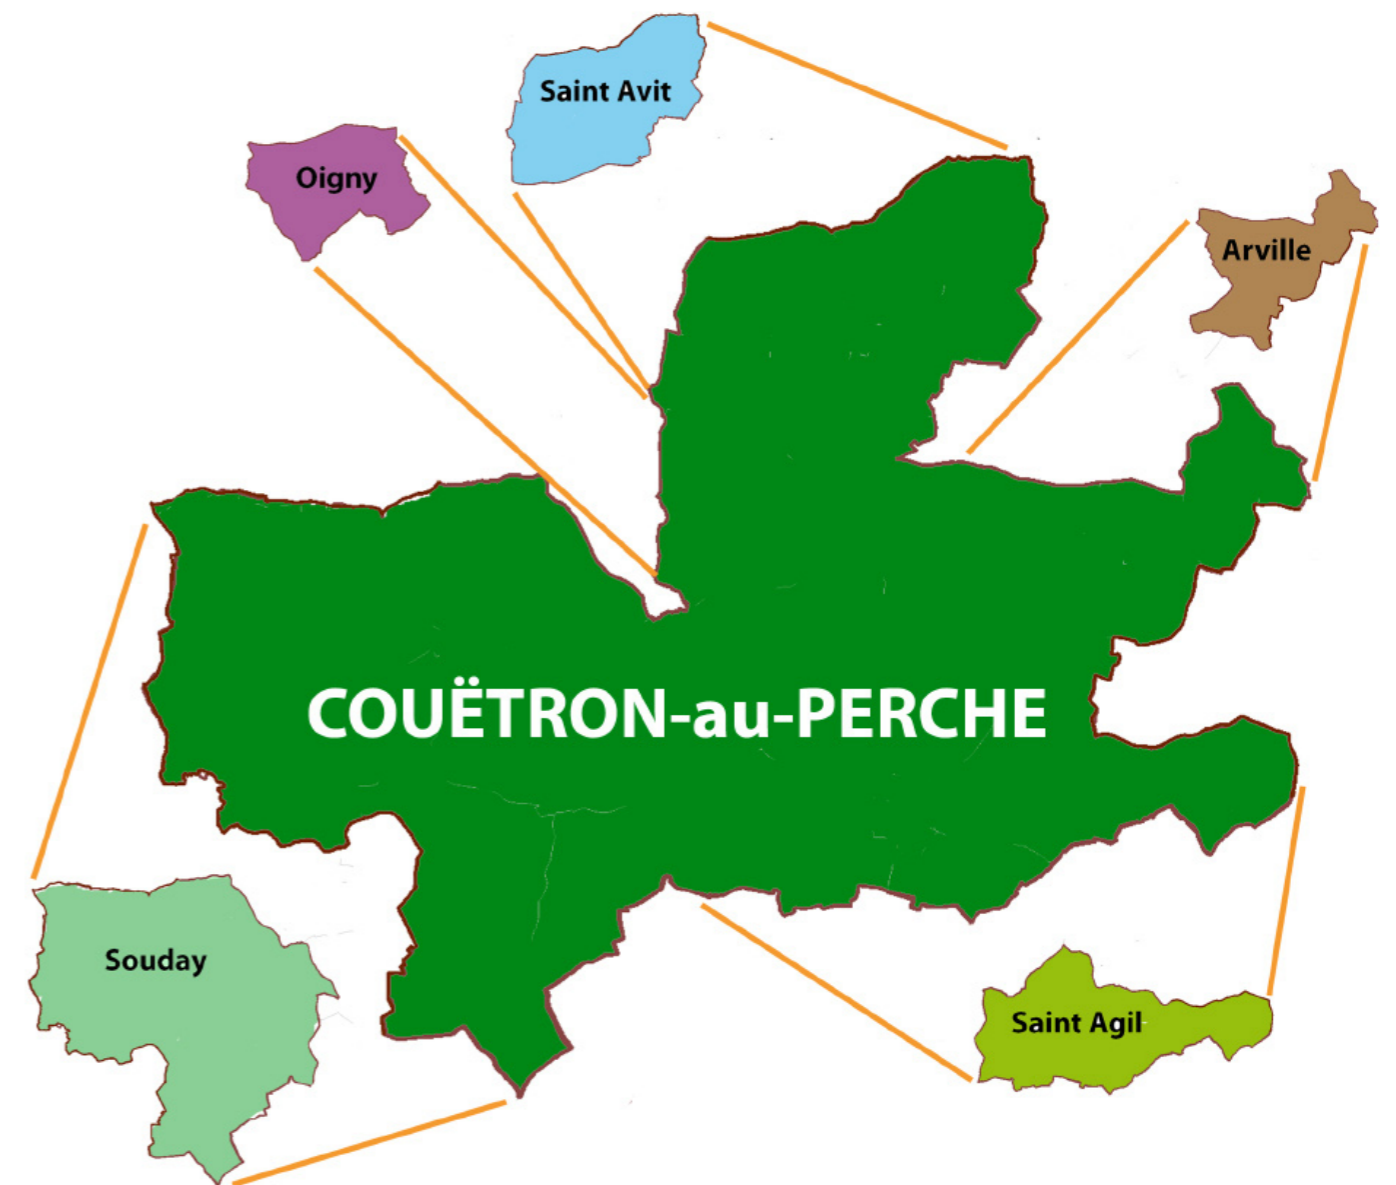 Saint Avit
Oigny
Arville
COUËTRON-au-PERCHE
Souday
Saint Agil